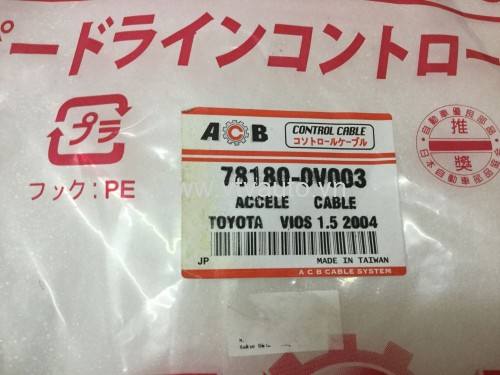 ピードラインコントロー
プラ
フック:PE
ACB
CONTROL CABLE
コントロールケーブル
78180-0V003
ACCELE CABLE
TOYOTA VIOS 1.5 2004
JP
MADE IN TAIWAN
A C B CABLE SYSTEM
推奨